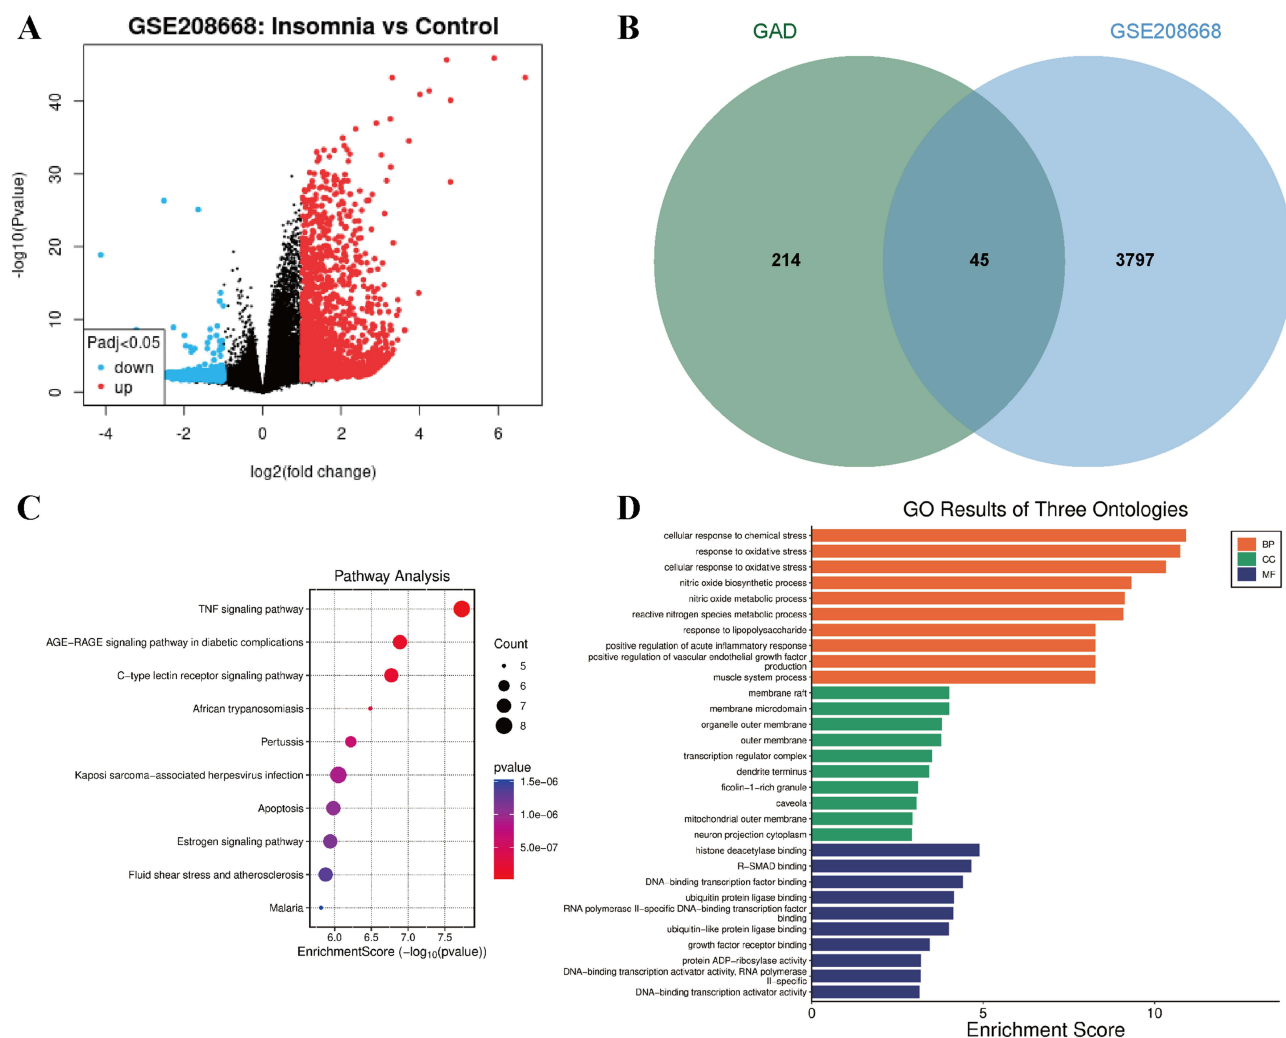 A
GSE208668: Insomnia vs Control
-log10(Pvalue)
40
30
20
10
0
Padj<0.05
down
up
-4
-2
0
2
4
6
log2(fold change)
B
GAD
GSE208668
214
45
3797
C
Pathway Analysis
TNF signaling pathway
AGE−RAGE signaling pathway in diabetic complications
C−type lectin receptor signaling pathway
African trypanosomiasis
Pertussis
Kaposi sarcoma−associated herpesvirus infection
Apoptosis
Estrogen signaling pathway
Fluid shear stress and atherosclerosis
Malaria
6.0
6.5
7.0
7.5
EnrichmentScore (−log10(pvalue))
Count
5
6
7
8
pvalue
1.5e−06
1.0e−06
5.0e−07
D
GO Results of Three Ontologies
cellular response to chemical stress
response to oxidative stress
cellular response to oxidative stress
nitric oxide biosynthetic process
nitric oxide metabolic process
reactive nitrogen species metabolic process
response to lipopolysaccharide
positive regulation of acute inflammatory response
positive regulation of vascular endothelial growth factor
production
muscle system process
membrane raft
membrane microdomain
organelle outer membrane
outer membrane
transcription regulator complex
dendrite terminus
ficolin−1−rich granule
caveola
mitochondrial outer membrane
neuron projection cytoplasm
histone deacetylase binding
R−SMAD binding
DNA−binding transcription factor binding
ubiquitin protein ligase binding
RNA polymerase II−specific DNA−binding transcription factor
binding
ubiquitin−like protein ligase binding
growth factor receptor binding
protein ADP−ribosylase activity
DNA−binding transcription activator activity, RNA polymerase
II−specific
DNA−binding transcription activator activity
0
5
10
Enrichment Score
BP
CC
MF